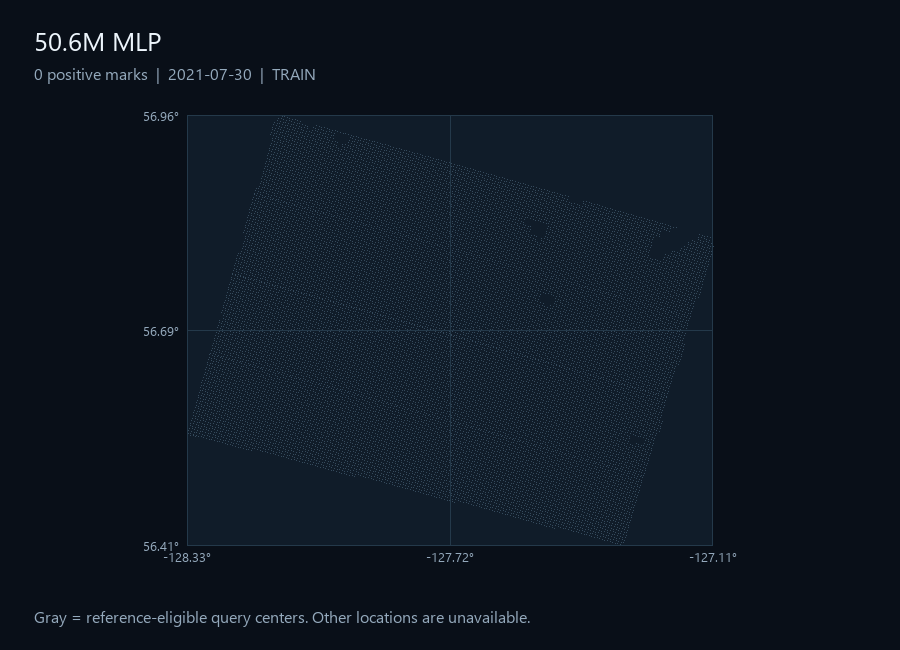 50.6M MLP
0 positive marks | 2021-07-30 | TRAIN
56.96°
56.69°
56.41°
-128.33° -127.72° -127.11°
Gray = reference-eligible query centers. Other locations are unavailable.